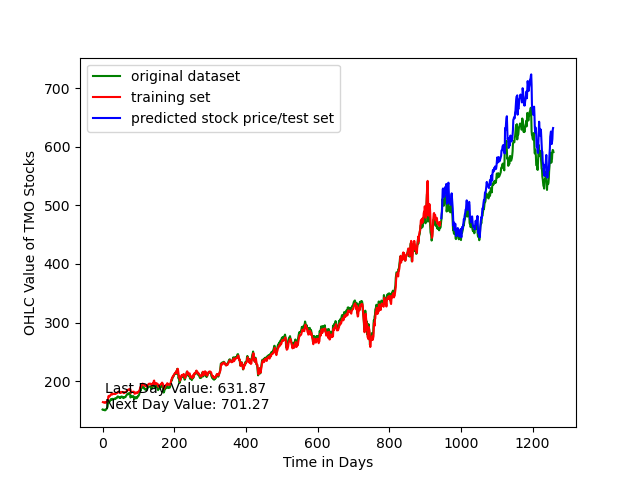 original dataset
training set
predicted stock price/test set
OHLC Value of TMO Stocks
700
600
500
400
300
200
Last Day Value: 631.87
Next Day Value: 701.27
0 200 400 600 800 1000 1200
Time in Days